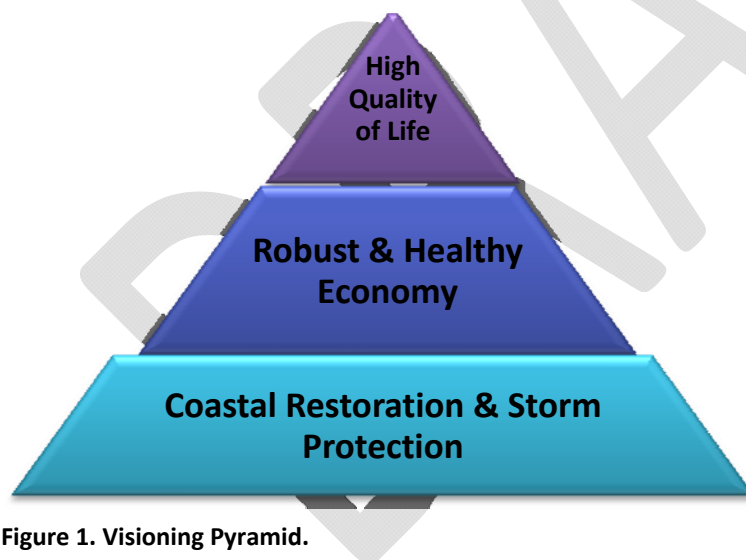 High
Quality
of Life
Robust & Healthy
Economy
Coastal Restoration & Storm
Protection
Figure 1. Visioning Pyramid.